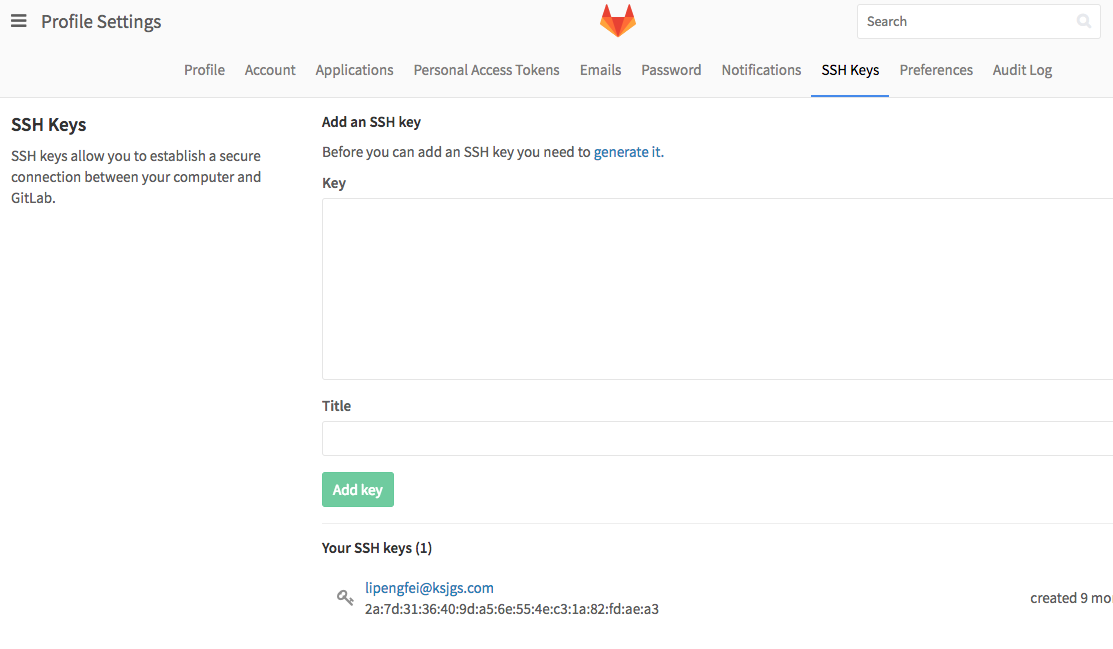 Profile Settings
Search
Profile Account Applications Personal Access Tokens Emails Password Notifications SSH Keys Preferences Audit Log
SSH Keys
SSH keys allow you to establish a secure
connection between your computer and
GitLab.
Add an SSH key
Before you can add an SSH key you need to generate it.
Key
Title
Add key
Your SSH keys (1)
lipengfei@ksjgs.com
2a:7d:31:36:40:9d:a5:6e:55:4e:c3:1a:82:fd:ae:a3
created 9